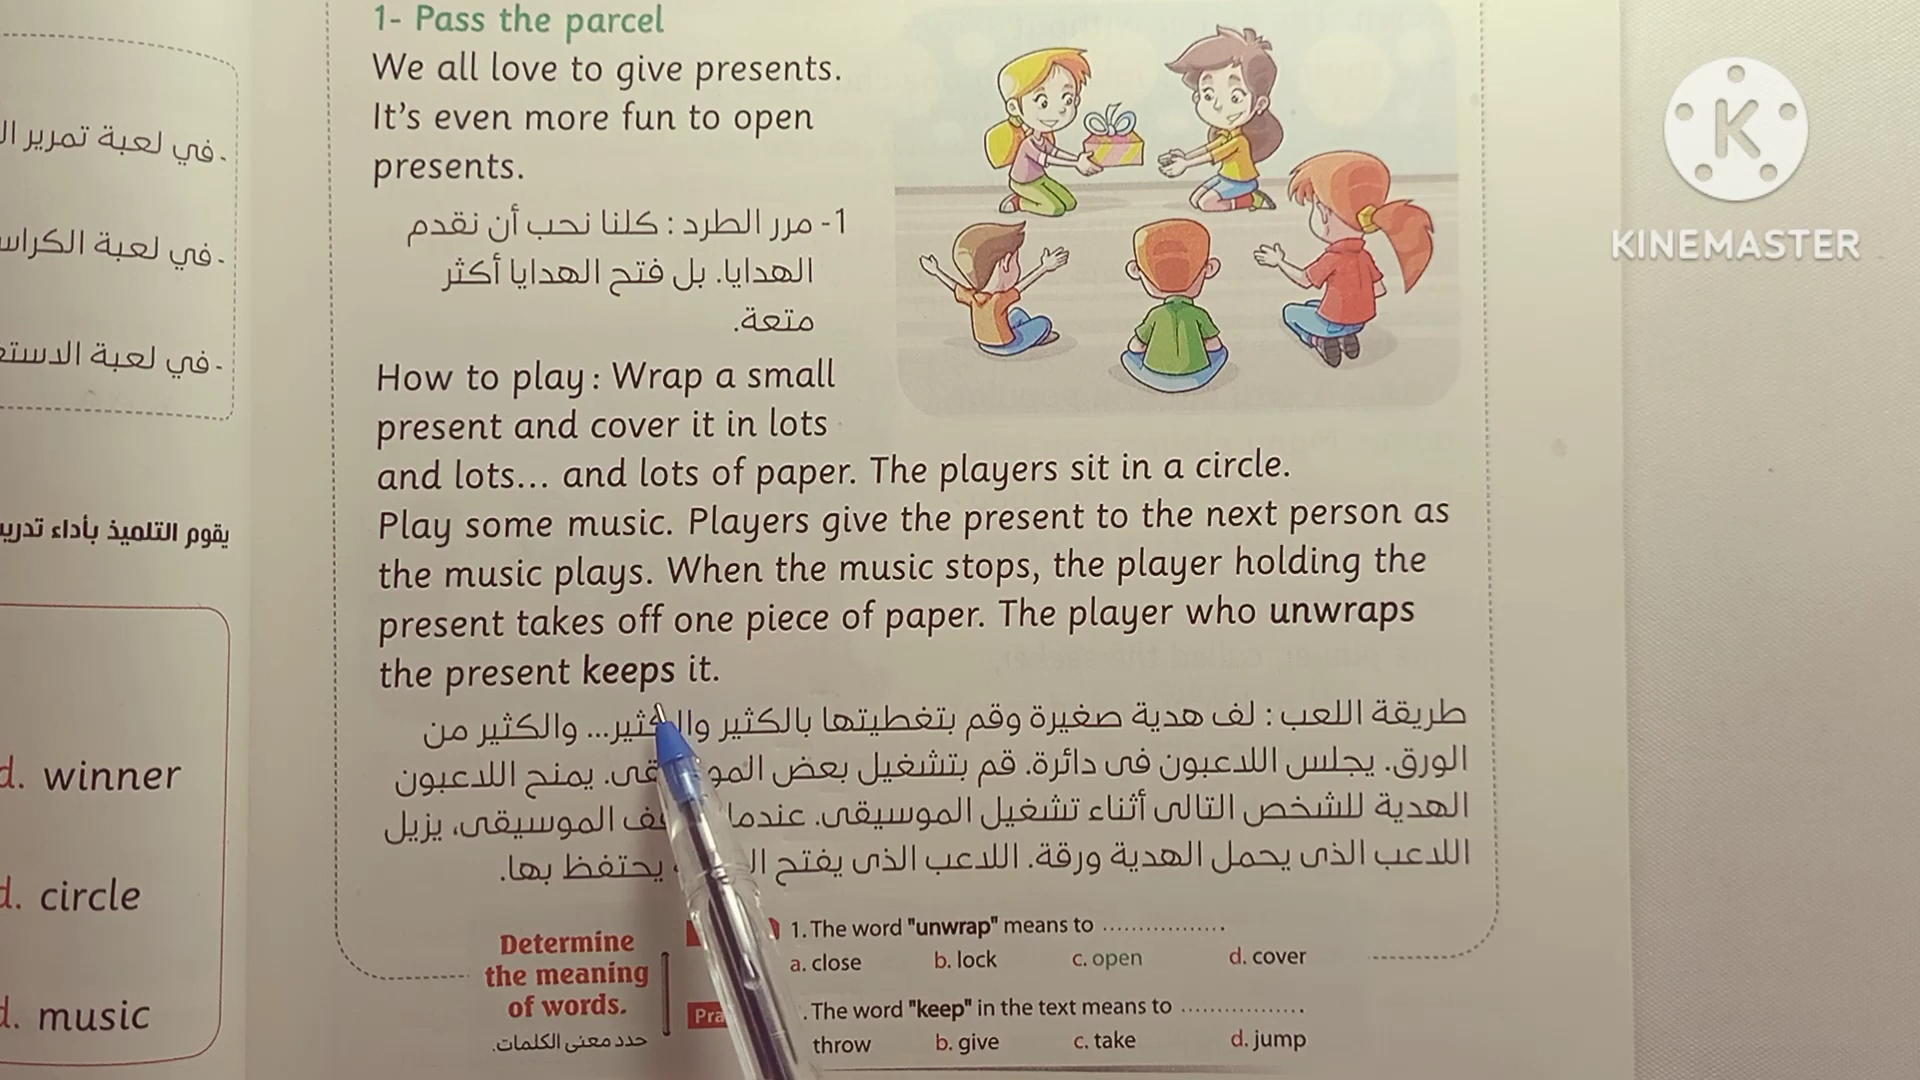 - في لعبة تمرير
- في لعبة
- في لعبة
يقوم التلميذ بأداء
d. winner
d. circle
d. music
1- Pass the parcel
We all love to give presents.
It's even more fun to open
presents.
1- مرر الطرد : كلنا نحب أن نقدم
الهدايا. بل فتح الهدايا أكثر
متعة.
How to play : Wrap a small
present and cover it in lots
and lots... and lots of paper. The players sit in a circle.
Play some music. Players give the present to the next person as
the music plays. When the music stops, the player holding the
present takes off one piece of paper. The player who unwraps
the present keeps it.
طريقة اللعب : لف هدية صغيرة وقم بتغطيتها بالكثير والكثير... والكثير من
الورق. يجلس اللاعبون فى دائرة. قم بتشغيل بعض الموسيقى. يمنح اللاعبون
الهدية للشخص التالى أثناء تشغيل الموسيقى. عندما الموسيقى، يزيل
اللاعب الذى يحمل الهدية ورقة. اللاعب الذى يفتح يحتفظ بها.
Determine
the meaning
of words.
حدد معنى الكلمات.
1. The word "unwrap" means to ..................
a. close b. lock c. open d. cover
. The word "keep" in the text means to ..................
throw b. give c. take d. jump
K
KINEMASTER